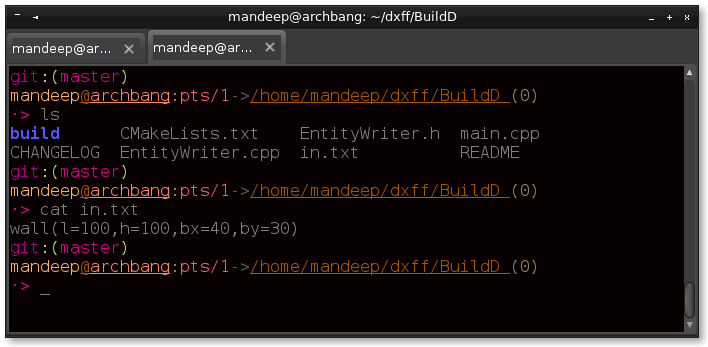 mandeep@archbang: ~/dxff/BuildD
mandeep@ar... mandeep@ar...
git:(master)
mandeep@archbang:pts/1->/home/mandeep/dxff/BuildD (0)
-> ls
build CMakeLists.txt EntityWriter.h main.cpp
CHANGELOG EntityWriter.cpp in.txt README
git:(master)
mandeep@archbang:pts/1->/home/mandeep/dxff/BuildD (0)
-> cat in.txt
wall(l=100,h=100,bx=40,by=30)
git:(master)
mandeep@archbang:pts/1->/home/mandeep/dxff/BuildD (0)
-> _